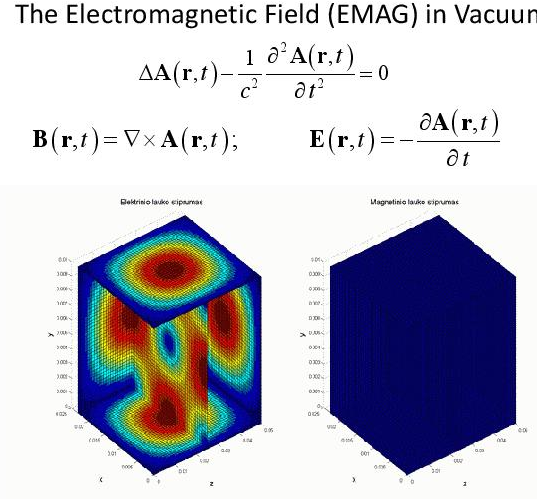 The Electromagnetic Field (EMAG) in Vacuum
ΔA(r,t) − 1/c² ∂²A(r,t)/∂t² = 0
B(r,t) = ∇×A(r,t); E(r,t) = −∂A(r,t)/∂t
Elektrinio lauko stiprumas Magnetinio lauko stiprumas